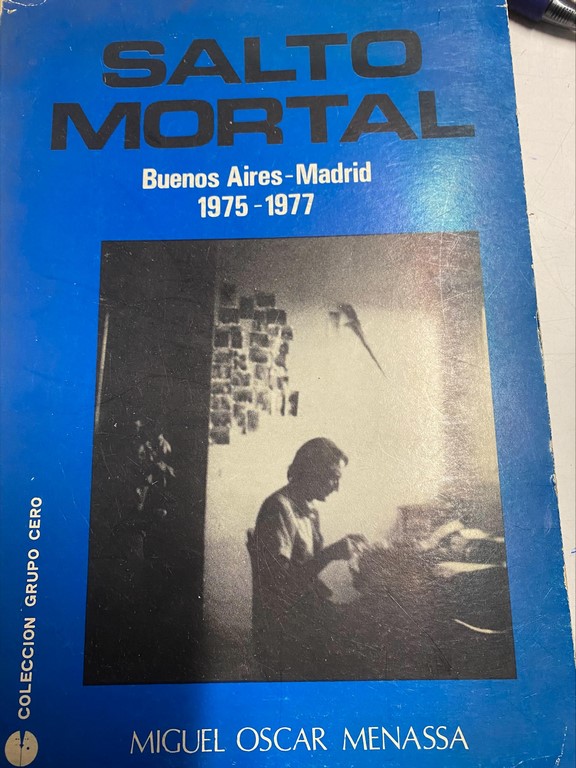 SALTO
MORTAL
Buenos Aires-Madrid
1975-1977
COLECCION GRUPO CERO
MIGUEL OSCAR MENASSA